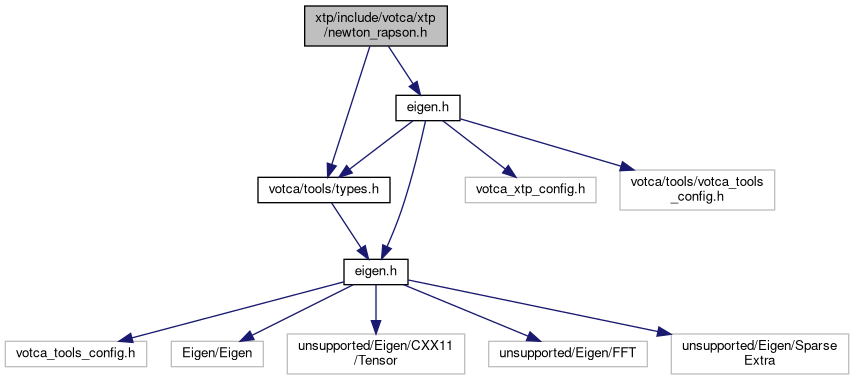 xtp/include/votca/xtp
/newton_rapson.h
eigen.h
votca/tools/types.h
votca_xtp_config.h
votca/tools/votca_tools
_config.h
eigen.h
votca_tools_config.h
Eigen/Eigen
unsupported/Eigen/CXX11
/Tensor
unsupported/Eigen/FFT
unsupported/Eigen/Sparse
Extra